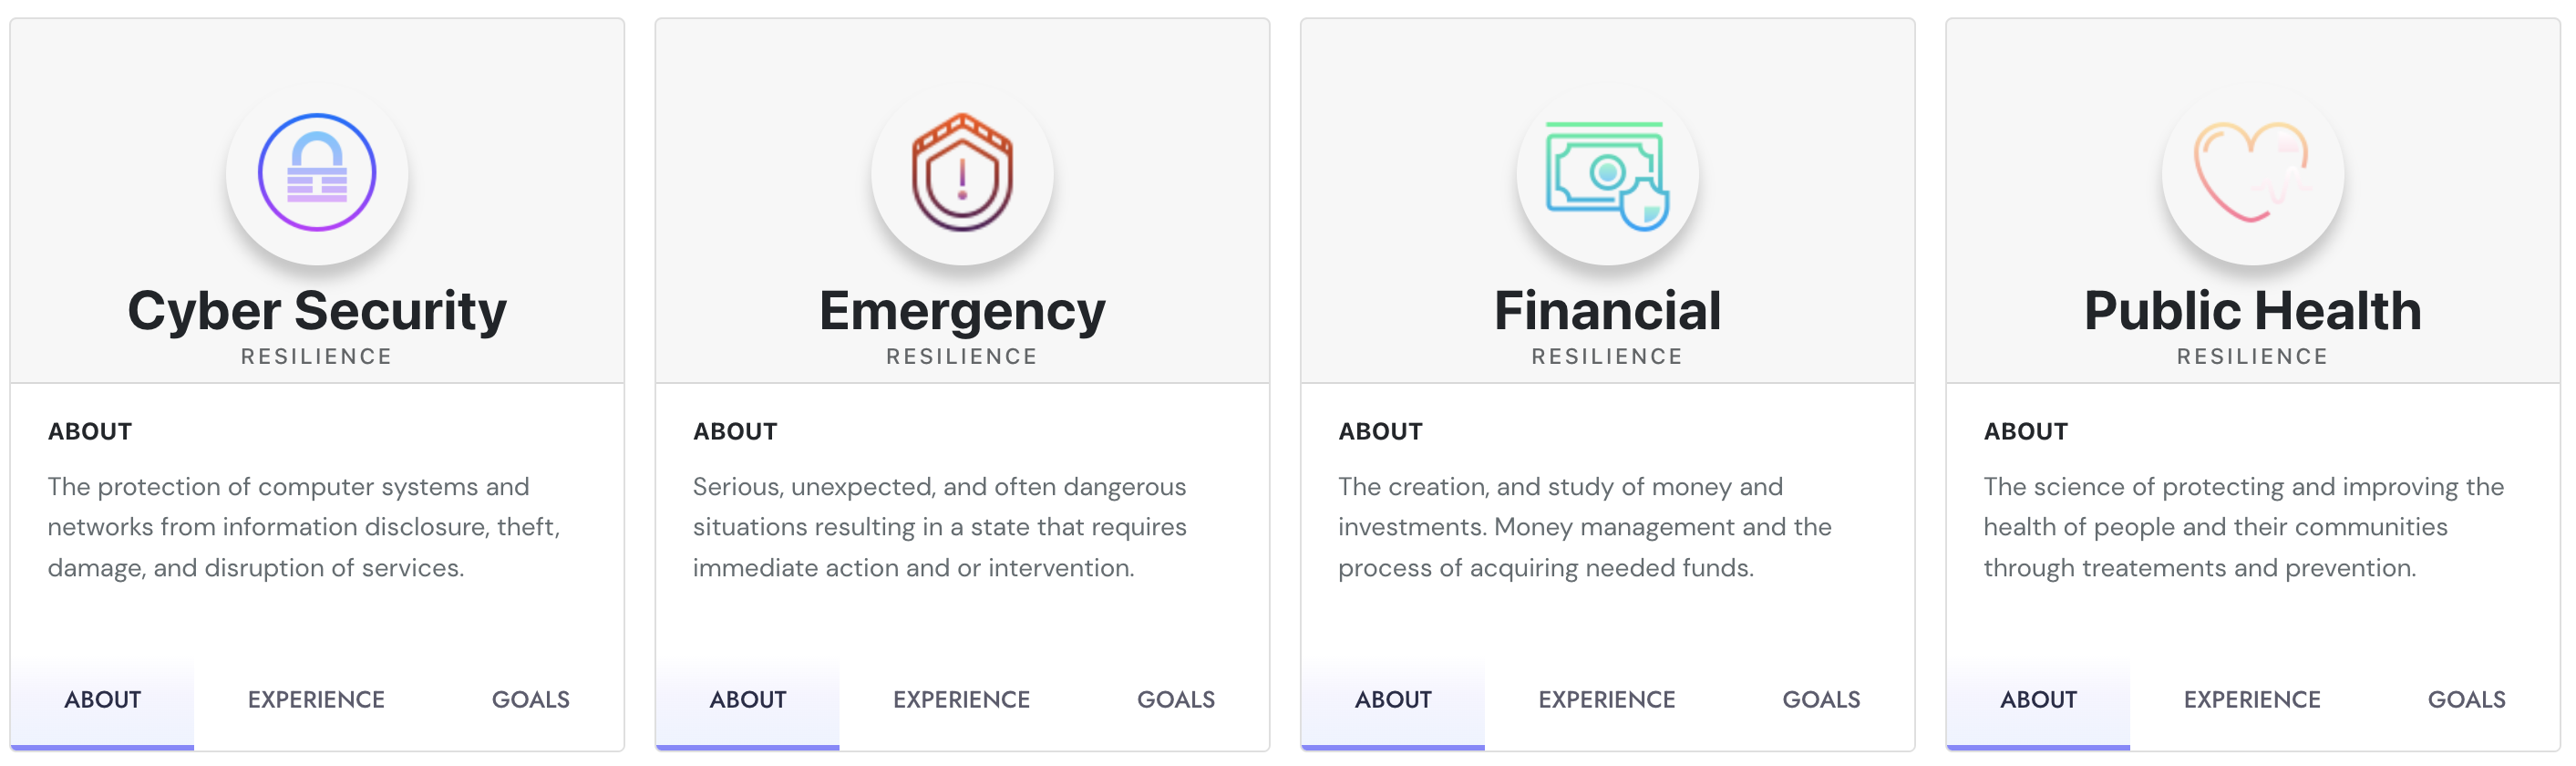 Cyber Security
RESILIENCE
ABOUT
The protection of computer systems and
networks from information disclosure, theft,
damage, and disruption of services.
ABOUT EXPERIENCE GOALS
Emergency
RESILIENCE
ABOUT
Serious, unexpected, and often dangerous
situations resulting in a state that requires
immediate action and or intervention.
ABOUT EXPERIENCE GOALS
Financial
RESILIENCE
ABOUT
The creation, and study of money and
investments. Money management and the
process of acquiring needed funds.
ABOUT EXPERIENCE GOALS
Public Health
RESILIENCE
ABOUT
The science of protecting and improving the
health of people and their communities
through treatements and prevention.
ABOUT EXPERIENCE GOALS